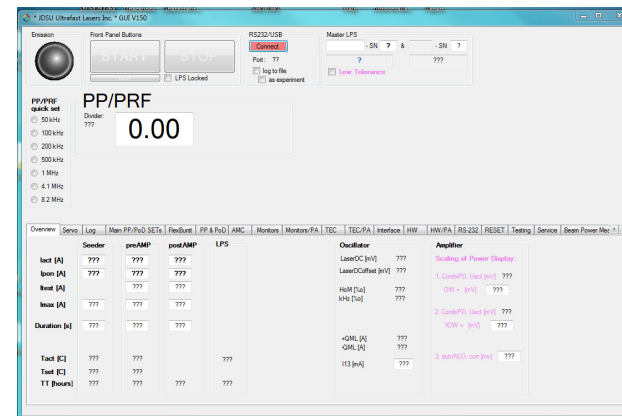 * JDSU Ultrafast Lasers Inc. * GUI V150
Emission
Front Panel Buttons
RS232/USB
Master LPS
START
STOP
LPS Locked
Connect
Port: ??
log to file
as experiment
- SN ? & - SN ?
? ???
Low Tolerance
PP/PRF
quick set
50 kHz
100 kHz
200 kHz
500 kHz
1 MHz
4.1 MHz
8.2 MHz
PP/PRF
Divider:
???
0.00
Overview Servo Log Main PP/PoD SETs FlexBurst PP & PoD AMC Monitors Monitors/PA TEC TEC/PA Interface HW HW/PA RS-232 RESET Testing Service Beam Power Mea
Seeder preAMP postAMP LPS
Iact [A] ??? ??? ???
Ipon [A] ??? ??? ???
Itest [A] ??? ???
Imax [A] ??? ??? ???
Duration [s] ??? ??? ???
Tact [C] ??? ??? ???
Tset [C] ??? ???
TT [hours] ??? ??? ??? ???
Oscillator
LaserDC [mV] ???
LaserDCoffset [mV] ???
HoM [%o] ???
kHz [%o] ???
+QML [A] ???
-QML [A] ???
I13 [mA] ???
Amplifier
Scaling of Power Display:
1. CombiPD, Uact [mV] ???
0W = [mV] ???
2. CombiPD, Uact [mV] ???
10W = [mV] ???
3. autoNLO, corr [mv] ???